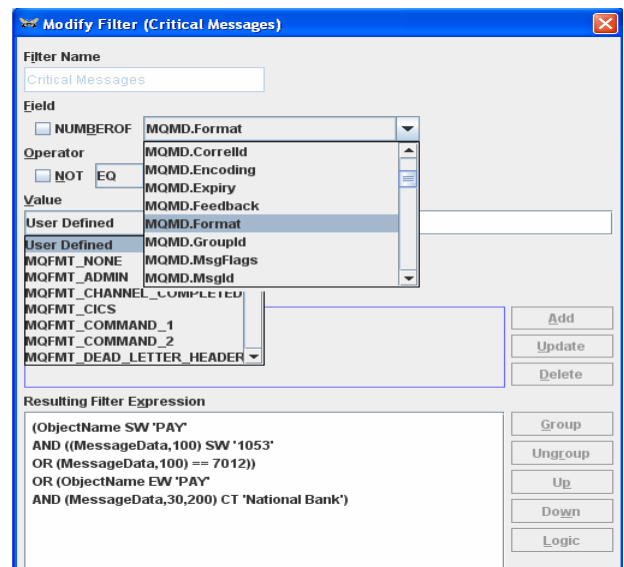 Modify Filter (Critical Messages)
Filter Name
Critical Messages
Field
NUMBEROF MQMD.Format
MQMD.CorrelId
MQMD.Encoding
MQMD.Expiry
MQMD.Feedback
MQMD.Format
MQMD.GroupId
MQMD.MsgFlags
MQMD.MsgId
Operator
NOT EQ
Value
User Defined
User Defined
MQFMT_NONE
MQFMT_ADMIN
MQFMT_CHANNEL_COMPLETED
MQFMT_CICS
MQFMT_COMMAND_1
MQFMT_COMMAND_2
MQFMT_DEAD_LETTER_HEADER
Add
Update
Delete
Resulting Filter Expression
(ObjectName SW 'PAY'
AND ((MessageData,100) SW '1053'
OR (MessageData,100) == 7012))
OR (ObjectName EW 'PAY'
AND (MessageData,30,200) CT 'National Bank')
Group
Ungroup
Up
Down
Logic